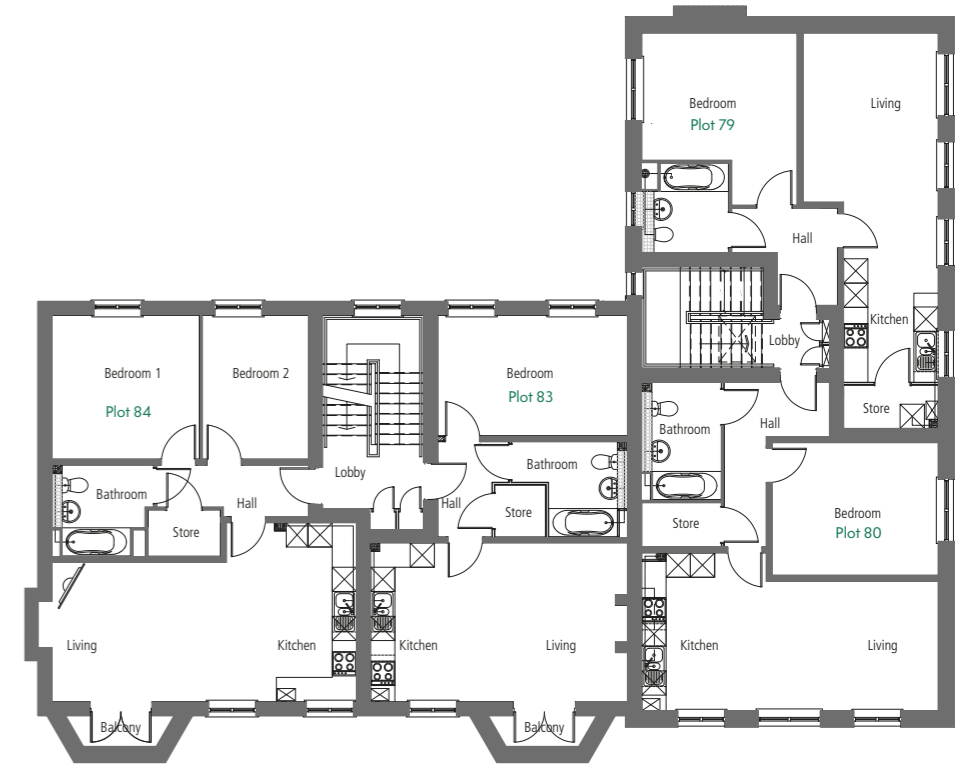 Bedroom
Plot 79
Living
Hall
Kitchen
Lobby
Store
Bedroom 1
Plot 84
Bedroom 2
Bedroom
Plot 83
Lobby
Bathroom
Hall
Store
Hall
Bathroom
Store
Bathroom
Hall
Store
Bedroom
Plot 80
Living
Kitchen
Kitchen
Living
Kitchen
Living
Balcony
Balcony